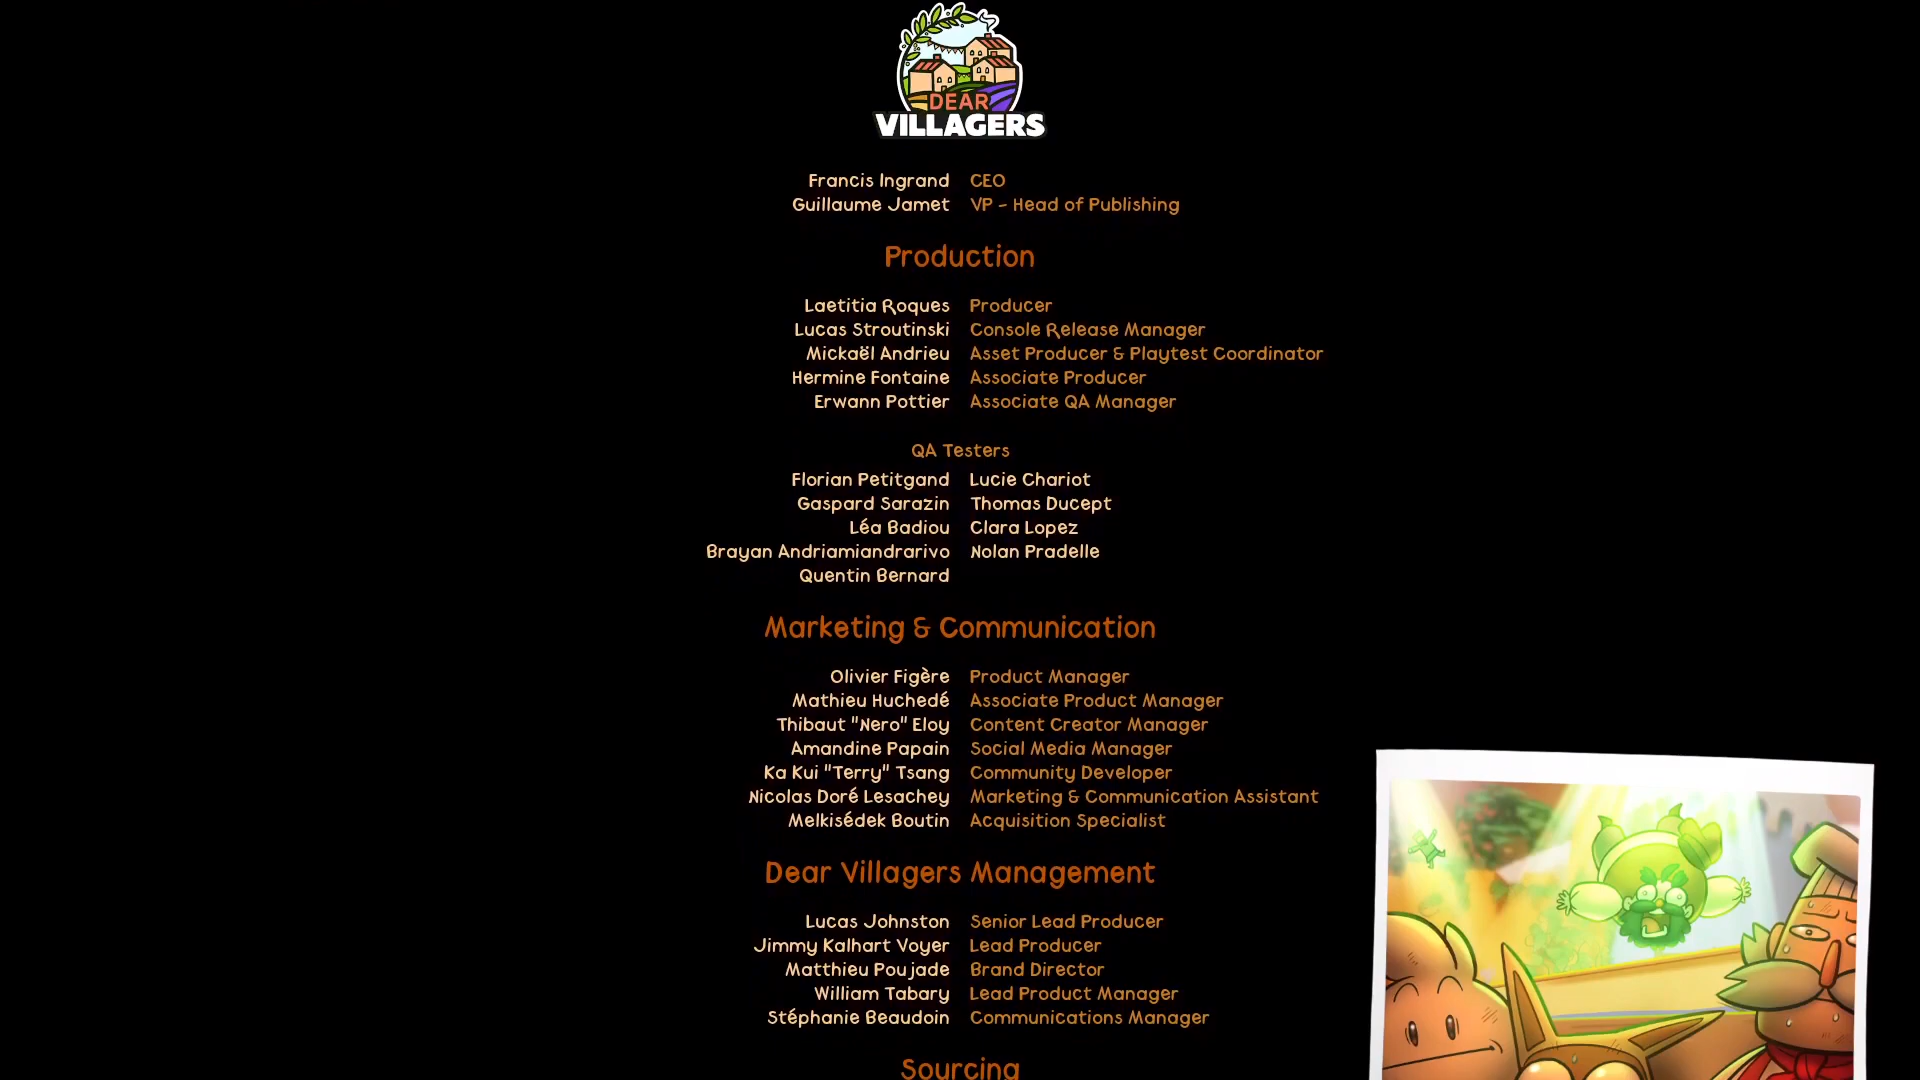 DEAR
VILLAGERS
Francis Ingrand CEO
Guillaume Jamet VP - Head of Publishing
Production
Laetitia Roques Producer
Lucas Stroutinski Console Release Manager
Mickaël Andrieu Asset Producer & Playtest Coordinator
Hermine Fontaine Associate Producer
Erwann Pottier Associate QA Manager
QA Testers
Florian Petitgand Lucie Chariot
Gaspard Sarazin Thomas Ducept
Léa Badiou Clara Lopez
Brayan Andriamiandrarivo Nolan Pradelle
Quentin Bernard
Marketing & Communication
Olivier Figère Product Manager
Mathieu Huchedé Associate Product Manager
Thibaut "Nero" Eloy Content Creator Manager
Amandine Papain Social Media Manager
Ka Kui "Terry" Tsang Community Developer
Nicolas Doré Lesachey Marketing & Communication Assistant
Melkisédek Boutin Acquisition Specialist
Dear Villagers Management
Lucas Johnston Senior Lead Producer
Jimmy Kalhart Voyer Lead Producer
Matthieu Poujade Brand Director
William Tabary Lead Product Manager
Stéphanie Beaudoin Communications Manager
Sourcing